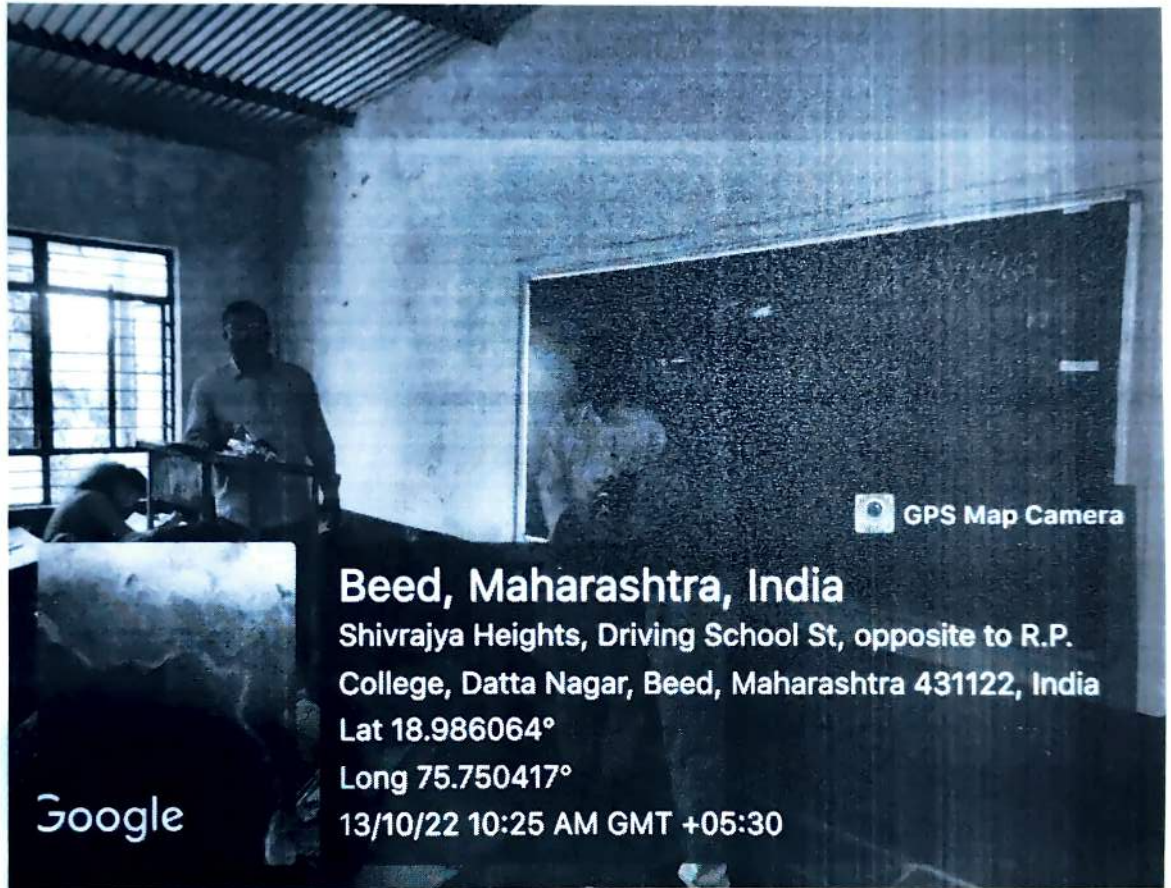 GPS Map Camera
Beed, Maharashtra, India
Shivrajya Heights, Driving School St, opposite to R.P.
College, Datta Nagar, Beed, Maharashtra 431122, India
Lat 18.986064°
Long 75.750417°
13/10/22 10:25 AM GMT +05:30
Google